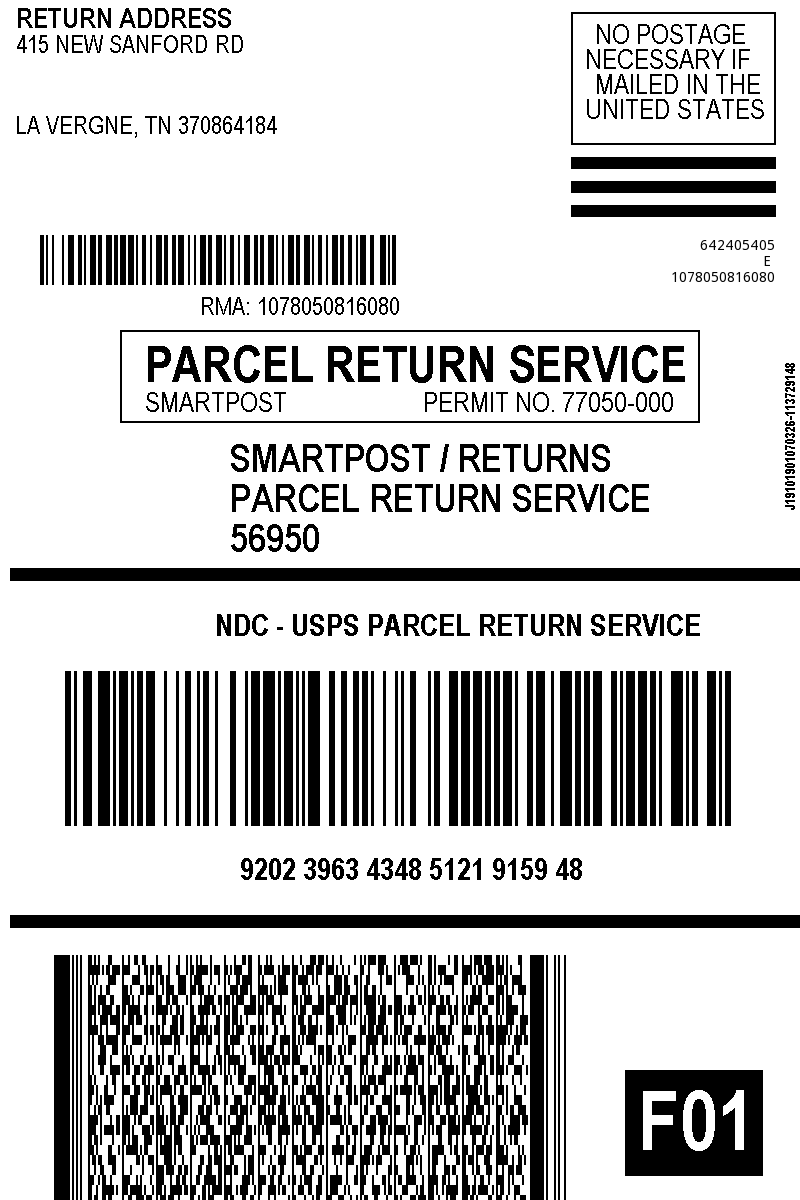 RETURN ADDRESS
415 NEW SANFORD RD
LA VERGNE, TN 370864184
NO POSTAGE
NECESSARY IF
MAILED IN THE
UNITED STATES
642405405
E
1078050816080
RMA: 1078050816080
PARCEL RETURN SERVICE
SMARTPOST PERMIT NO. 77050-000
J19101901070326-113729148
SMARTPOST / RETURNS
PARCEL RETURN SERVICE
56950
NDC - USPS PARCEL RETURN SERVICE
9202 3963 4348 5121 9159 48
F01